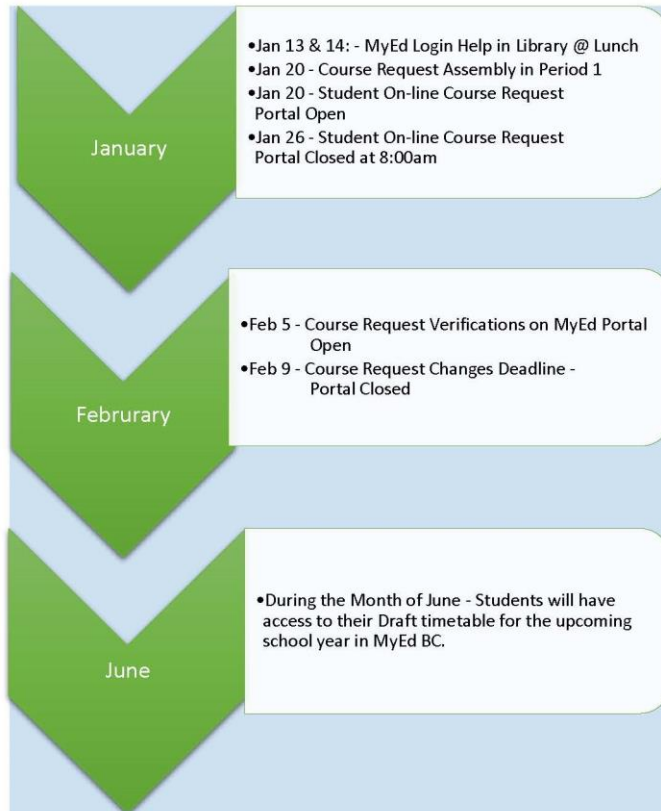 January
•Jan 13 & 14: - MyEd Login Help in Library @ Lunch
•Jan 20 - Course Request Assembly in Period 1
•Jan 20 - Student On-line Course Request
Portal Open
•Jan 26 - Student On-line Course Request
Portal Closed at 8:00am
Februrary
•Feb 5 - Course Request Verifications on MyEd Portal
Open
•Feb 9 - Course Request Changes Deadline -
Portal Closed
June
•During the Month of June - Students will have
access to their Draft timetable for the upcoming
school year in MyEd BC.